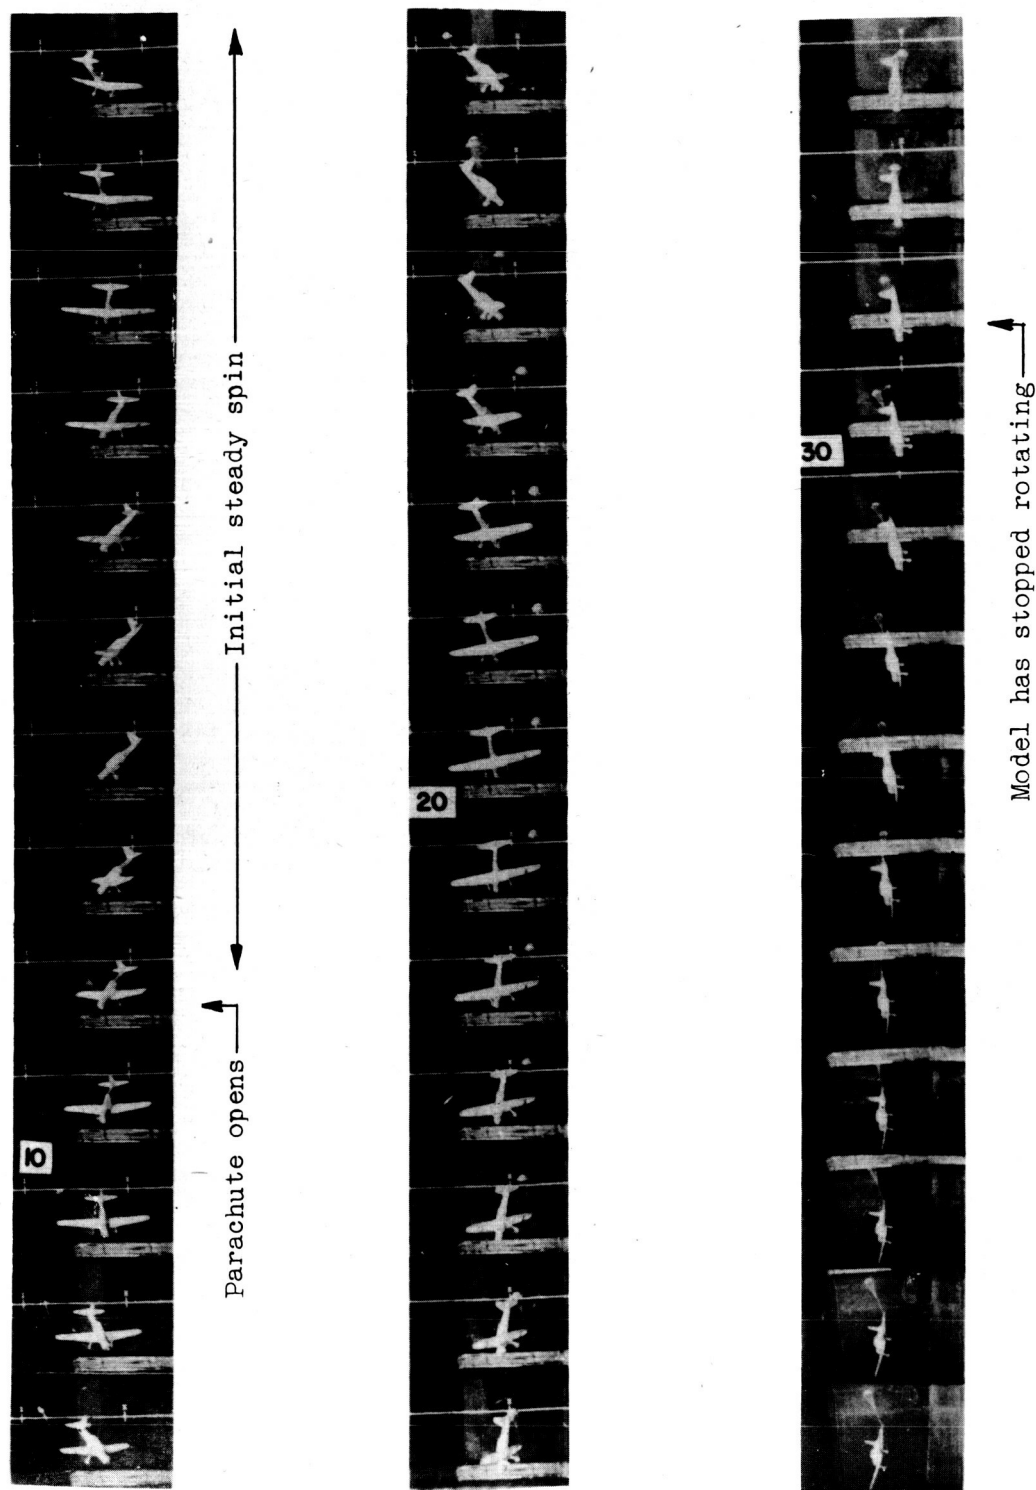 Initial steady spin
Parachute opens
10
20
30
Model has stopped rotating